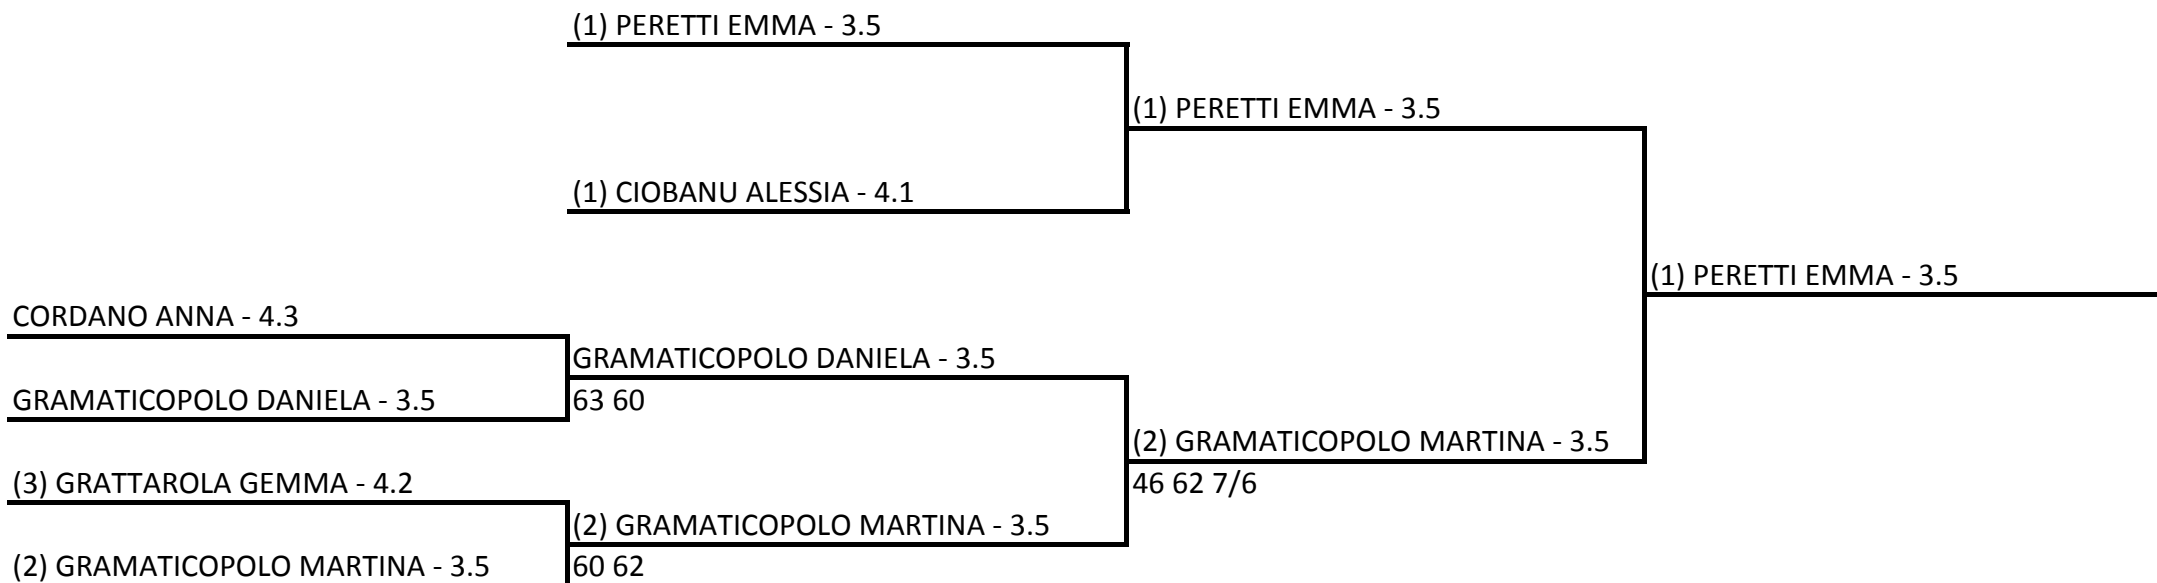 (1) PERETTI EMMA - 3.5
(1) PERETTI EMMA - 3.5
(1) CIOBANU ALESSIA - 4.1
(1) PERETTI EMMA - 3.5
CORDANO ANNA - 4.3
GRAMATICOPOLO DANIELA - 3.5
GRAMATICOPOLO DANIELA - 3.5
63 60
(2) GRAMATICOPOLO MARTINA - 3.5
(3) GRATTAROLA GEMMA - 4.2
46 62 7/6
(2) GRAMATICOPOLO MARTINA - 3.5
(2) GRAMATICOPOLO MARTINA - 3.5
60 62